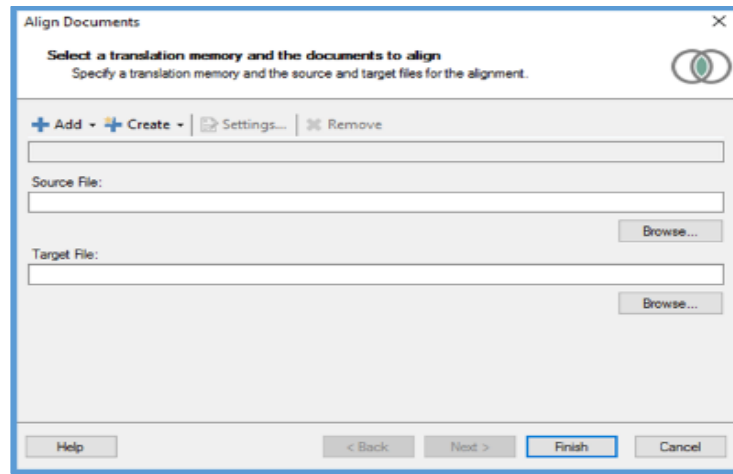 Align Documents
Select a translation memory and the documents to align
Specify a translation memory and the source and target files for the alignment.
Add Create Settings... Remove
Source File:
Browse...
Target File:
Browse...
Help < Back Next > Finish Cancel